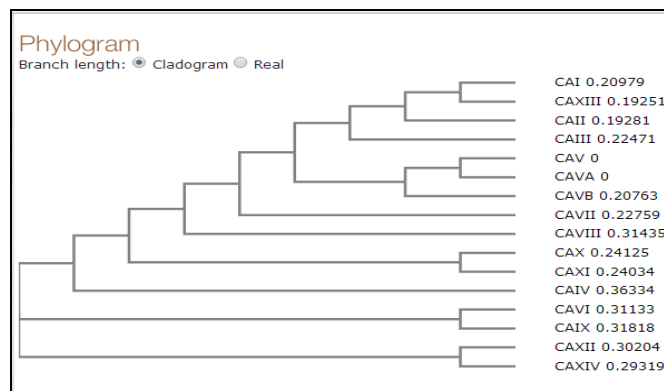 Phylogram
Branch length: Cladogram Real
CAI 0.20979
CAXIII 0.19251
CAII 0.19281
CAIII 0.22471
CAV 0
CAVA 0
CAVB 0.20763
CAVII 0.22759
CAVIII 0.31435
CAX 0.24125
CAXI 0.24034
CAIV 0.36334
CAVI 0.31133
CAIX 0.31818
CAXII 0.30204
CAXIV 0.29319